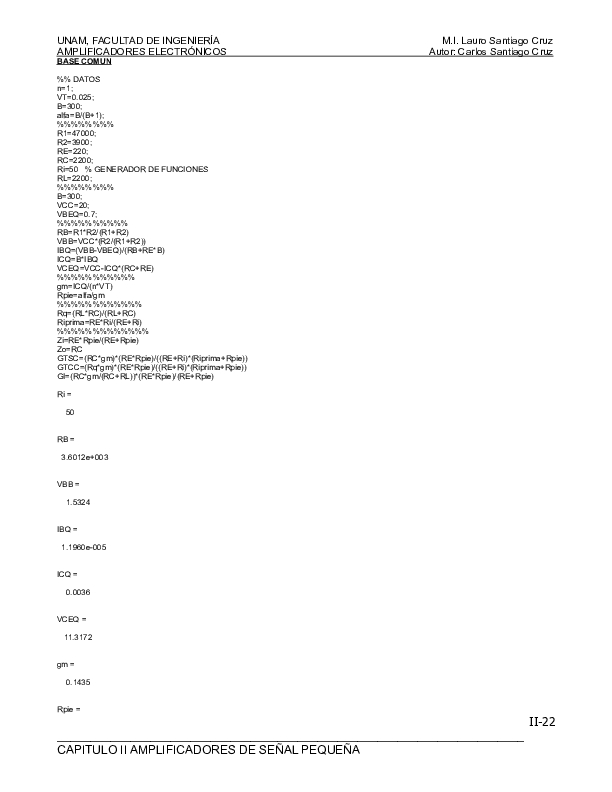 UNAM, FACULTAD DE INGENIERÍA M.I. Lauro Santiago Cruz
AMPLIFICADORES ELECTRÓNICOS Autor: Carlos Santiago Cruz
BASE COMUN
%% DATOS
n=1;
VT=0.025;
B=300;
alfa=B/(B+1);
%%%%%%%%
R1=47000;
R2=3900;
RE=220;
RC=2200;
Ri=50 % GENERADOR DE FUNCIONES
RL=2200;
%%%%%%%%
B=300;
VCC=20;
VBEQ=0.7;
%%%%%%%%%%
RB=R1*R2/(R1+R2)
VBB=VCC*(R2/(R1+R2))
IBQ=(VBB-VBEQ)/(RB+RE*B)
ICQ=B*IBQ
VCEQ=VCC-ICQ*(RC+RE)
%%%%%%%%%%%
gm=ICQ/(n*VT)
Rpie=alfa/gm
%%%%%%%%%%%%
Rq=(RL*RC)/(RL+RC)
Riprima=RE*Ri/(RE+Ri)
%%%%%%%%%%%%%
Zi=RE*Rpie/(RE+Rpie)
Zo=RC
GTSC=(RC*gm)*(RE*Rpie)/((RE+Ri)*(Riprima+Rpie))
GTCC=(Rq*gm)*(RE*Rpie)/((RE+Ri)*(Riprima+Rpie))
GI=(RC*gm/(RC+RL))*(RE*Rpie)/(RE+Rpie)
Ri =
50
RB =
3.6012e+003
VBB =
1.5324
IBQ =
1.1960e-005
ICQ =
0.0036
VCEQ =
11.3172
gm =
0.1435
Rpie =
II-22
CAPITULO II AMPLIFICADORES DE SEÑAL PEQUEÑA